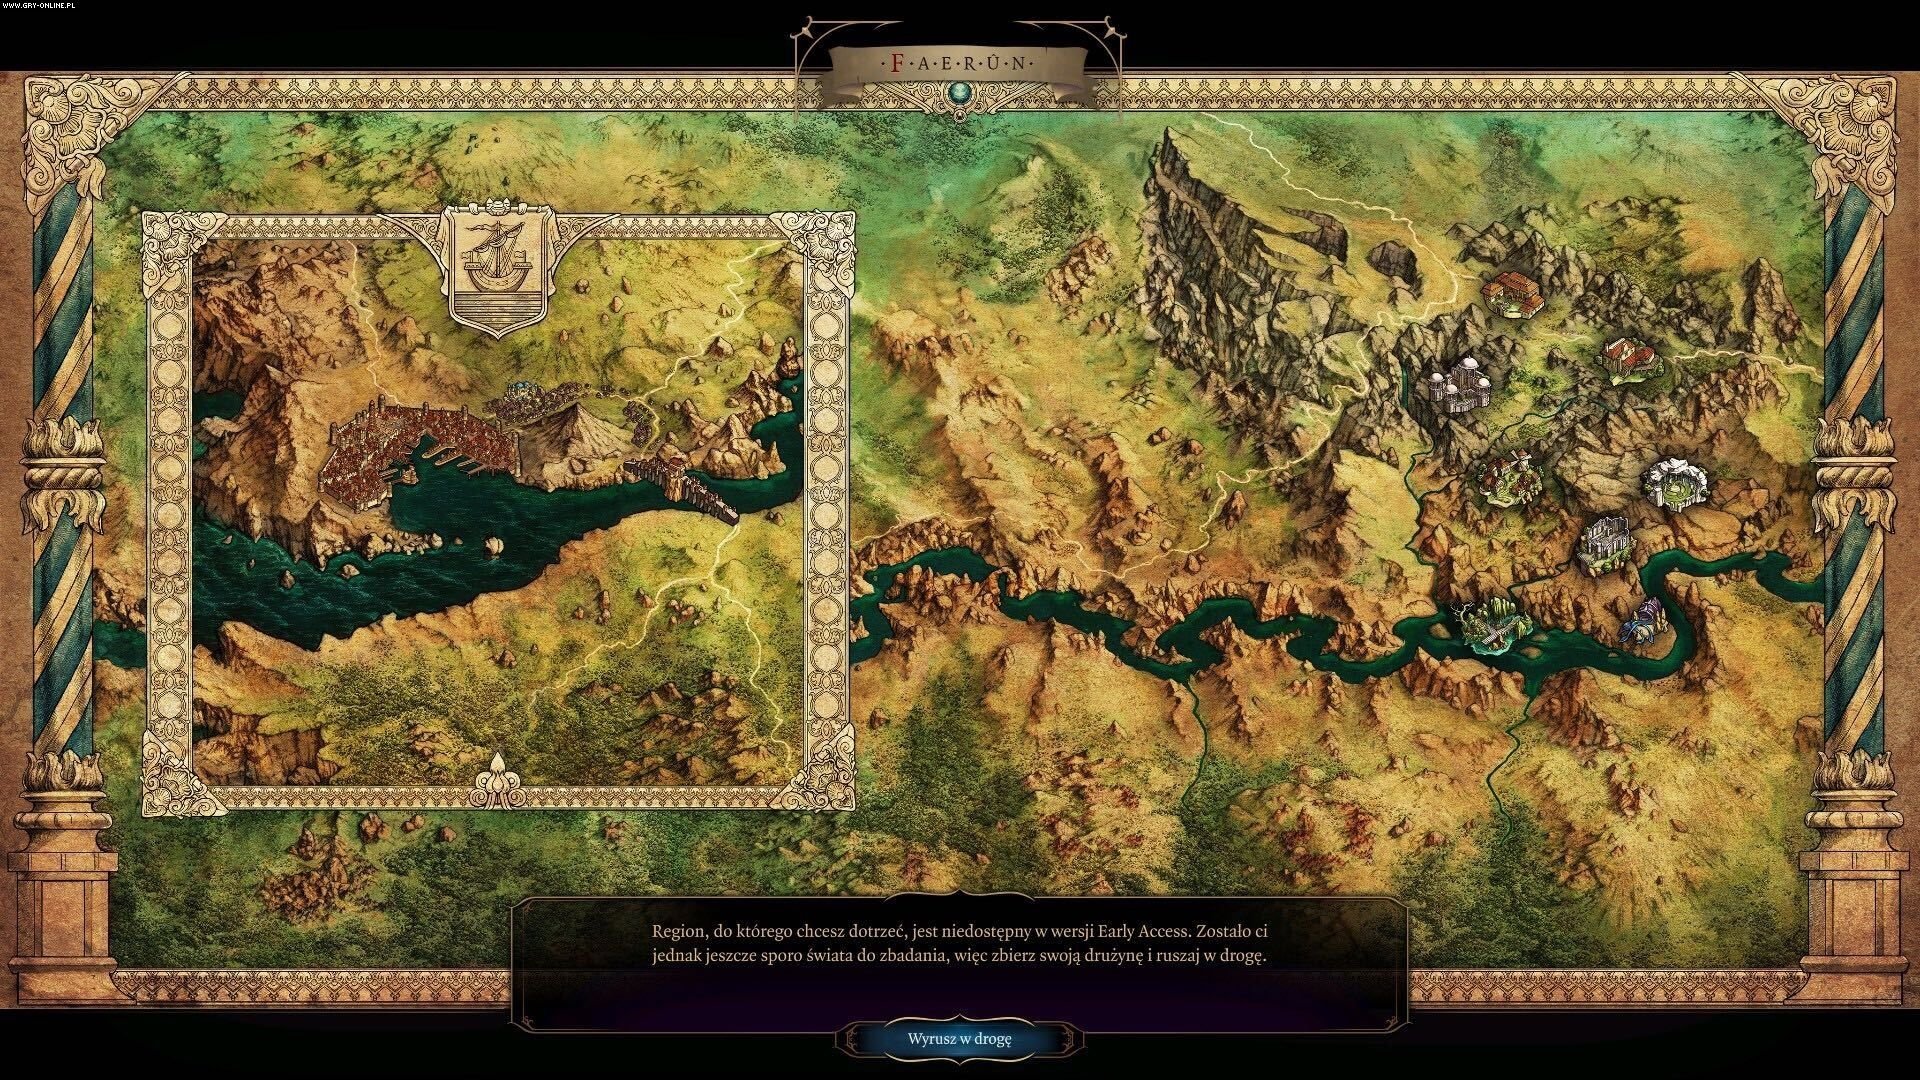 WWW.GRY-ONLINE.PL
·F·A·E·R·Û·N·
Region, do którego chcesz dotrzeć, jest niedostępny w wersji Early Access. Zostało ci
jednak jeszcze sporo świata do zbadania, więc zbierz swoją drużynę i ruszaj w drogę.
Wyrusz w drogę